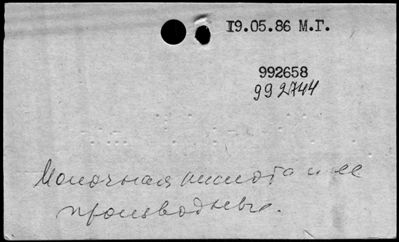 19.05.86 М.Г.
992658
992744
Молочная кислота и ее
производные.